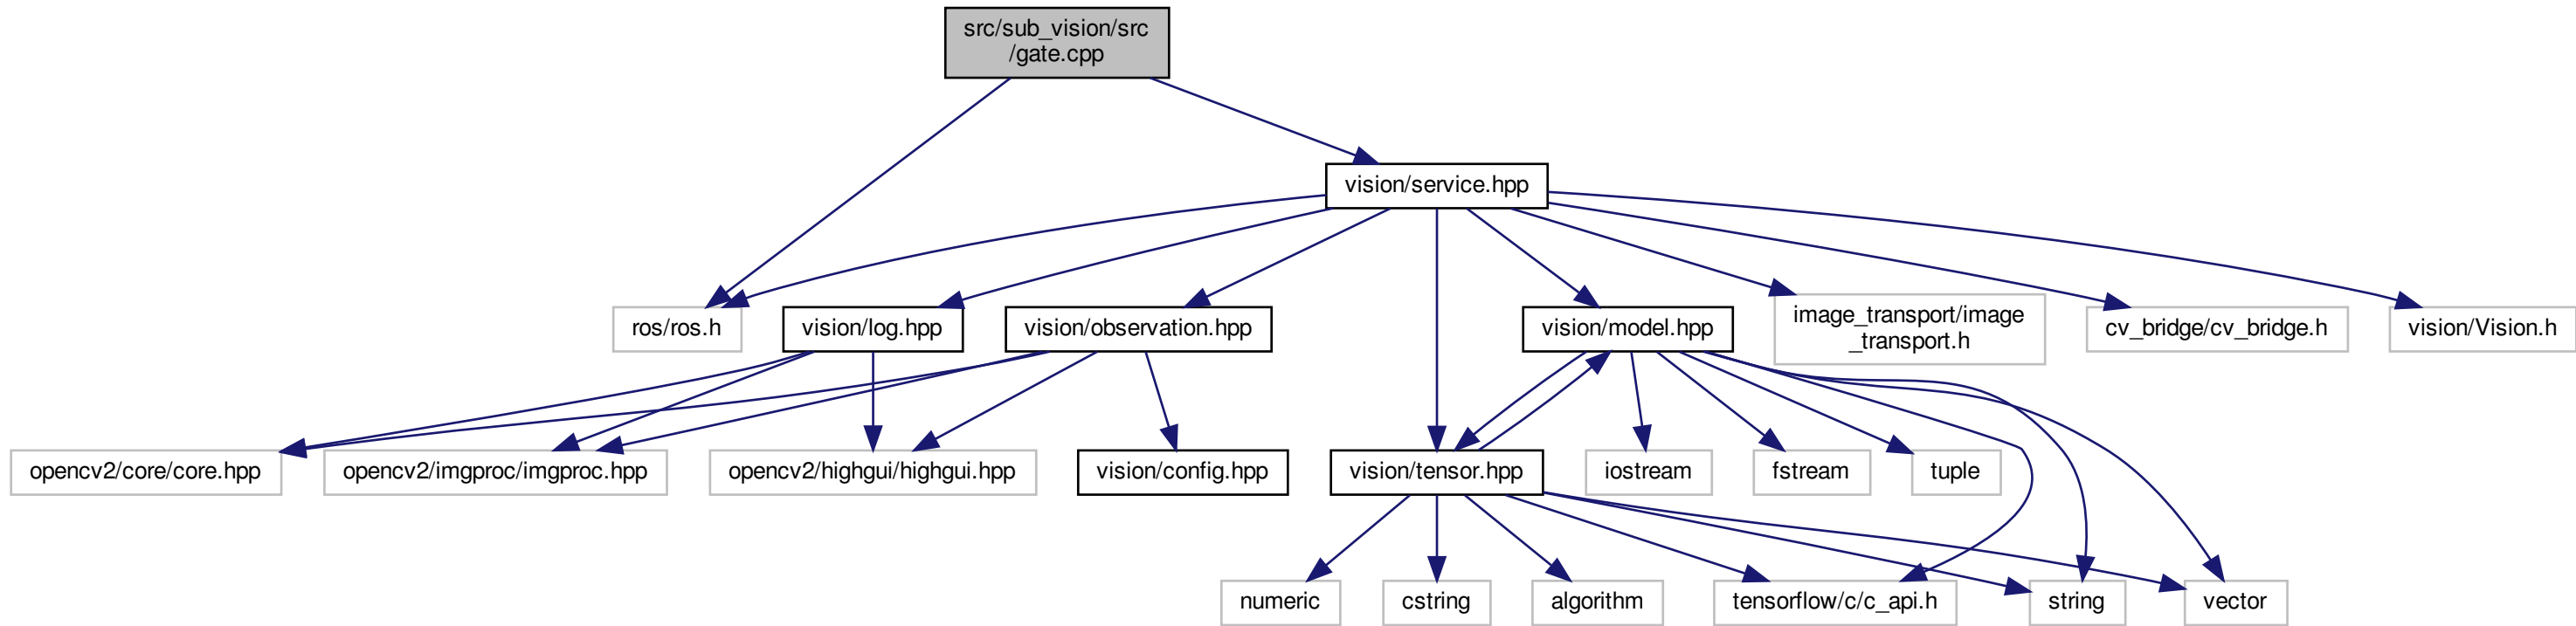 src/sub_vision/src
/gate.cpp
vision/service.hpp
ros/ros.h
vision/log.hpp
vision/observation.hpp
vision/model.hpp
image_transport/image
_transport.h
cv_bridge/cv_bridge.h
vision/Vision.h
opencv2/core/core.hpp
opencv2/imgproc/imgproc.hpp
opencv2/highgui/highgui.hpp
vision/config.hpp
vision/tensor.hpp
iostream
fstream
tuple
numeric
cstring
algorithm
tensorflow/c/c_api.h
string
vector